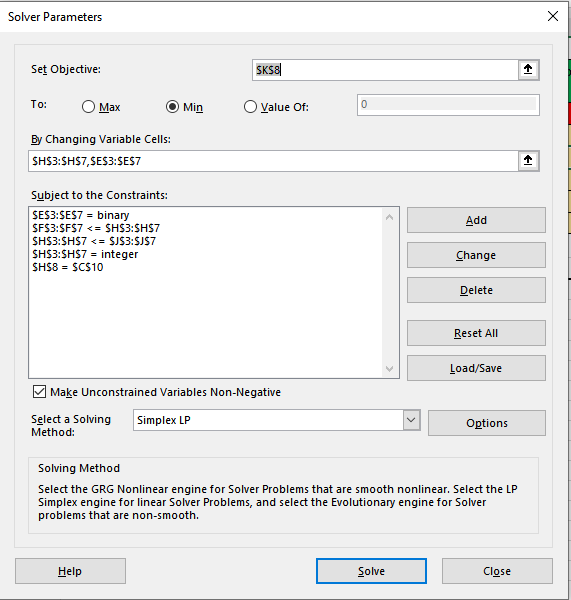 Solver Parameters
Set Objective:
$K$8
To:
Max
Min
Value Of:
0
By Changing Variable Cells:
$H$3:$H$7,$E$3:$E$7
Subject to the Constraints:
$E$3:$E$7 = binary
$F$3:$F$7 <= $H$3:$H$7
$H$3:$H$7 <= $J$3:$J$7
$H$3:$H$7 = integer
$H$8 = $C$10
Add
Change
Delete
Reset All
Load/Save
Make Unconstrained Variables Non-Negative
Select a Solving
Method:
Simplex LP
Options
Solving Method
Select the GRG Nonlinear engine for Solver Problems that are smooth nonlinear. Select the LP
Simplex engine for linear Solver Problems, and select the Evolutionary engine for Solver
problems that are non-smooth.
Help
Solve
Close